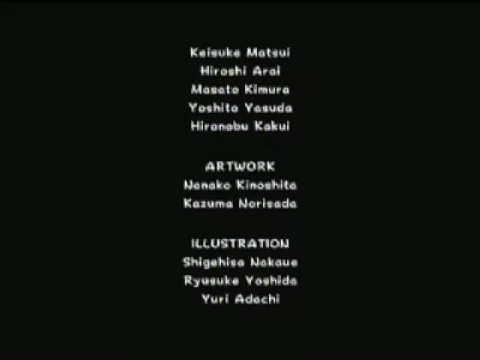 Keisuke Matsui
Hiroshi Arai
Masato Kimura
Yoshito Yasuda
Hironobu Kakui
ARTWORK
Nanako Kinoshita
Kazuma Norisada
ILLUSTRATION
Shigehisa Nakaue
Ryusuke Yoshida
Yuri Adachi